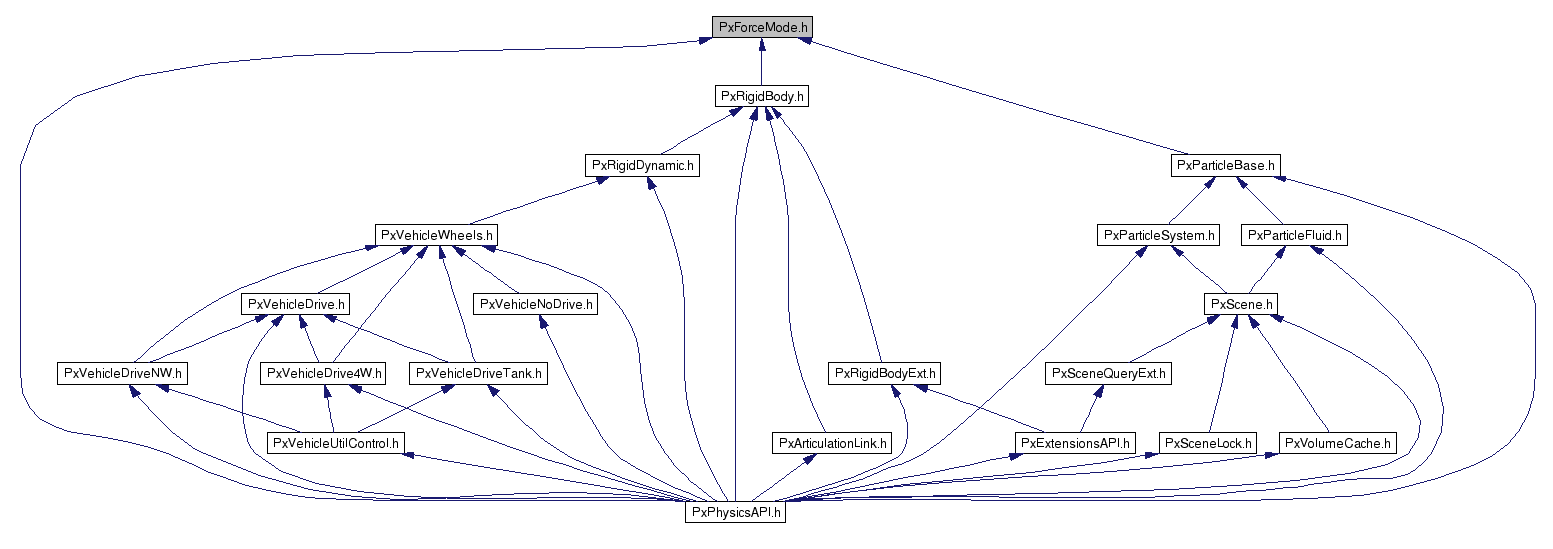 PxForceMode.h
PxRigidBody.h
PxRigidDynamic.h
PxParticleBase.h
PxVehicleWheels.h
PxParticleSystem.h
PxParticleFluid.h
PxVehicleDrive.h
PxVehicleNoDrive.h
PxScene.h
PxVehicleDriveNW.h
PxVehicleDrive4W.h
PxVehicleDriveTank.h
PxRigidBodyExt.h
PxSceneQueryExt.h
PxVehicleUtilControl.h
PxArticulationLink.h
PxExtensionsAPI.h
PxSceneLock.h
PxVolumeCache.h
PxPhysicsAPI.h